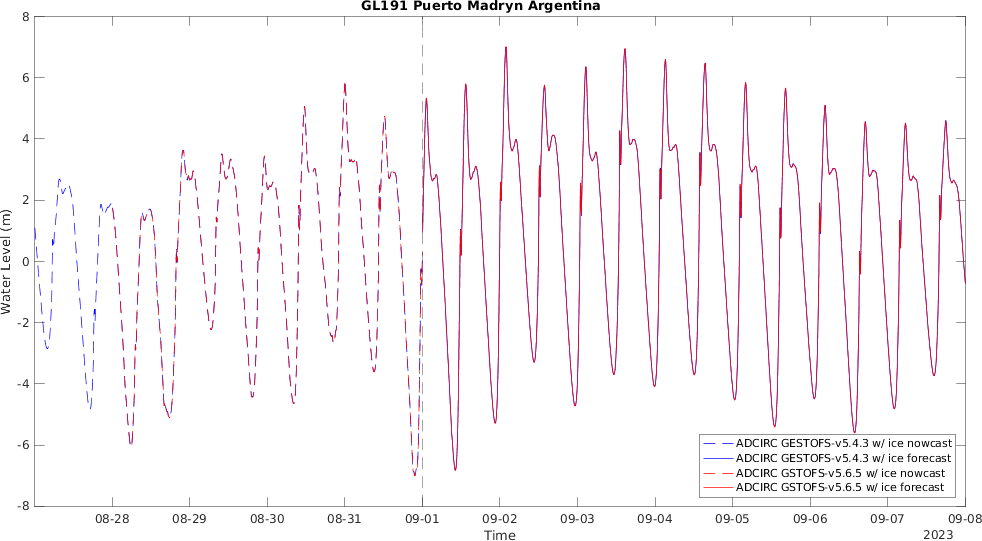 GL191 Puerto Madryn Argentina
8
6
4
2
0
-2
-4
-6
-8
Water Level (m)
ADCIRC GESTOFS-v5.4.3 w/ ice nowcast
ADCIRC GESTOFS-v5.4.3 w/ ice forecast
ADCIRC GSTOFS-v5.6.5 w/ ice nowcast
ADCIRC GSTOFS-v5.6.5 w/ ice forecast
08-28 08-29 08-30 08-31 09-01 09-02 09-03 09-04 09-05 09-06 09-07 09-08
Time
2023